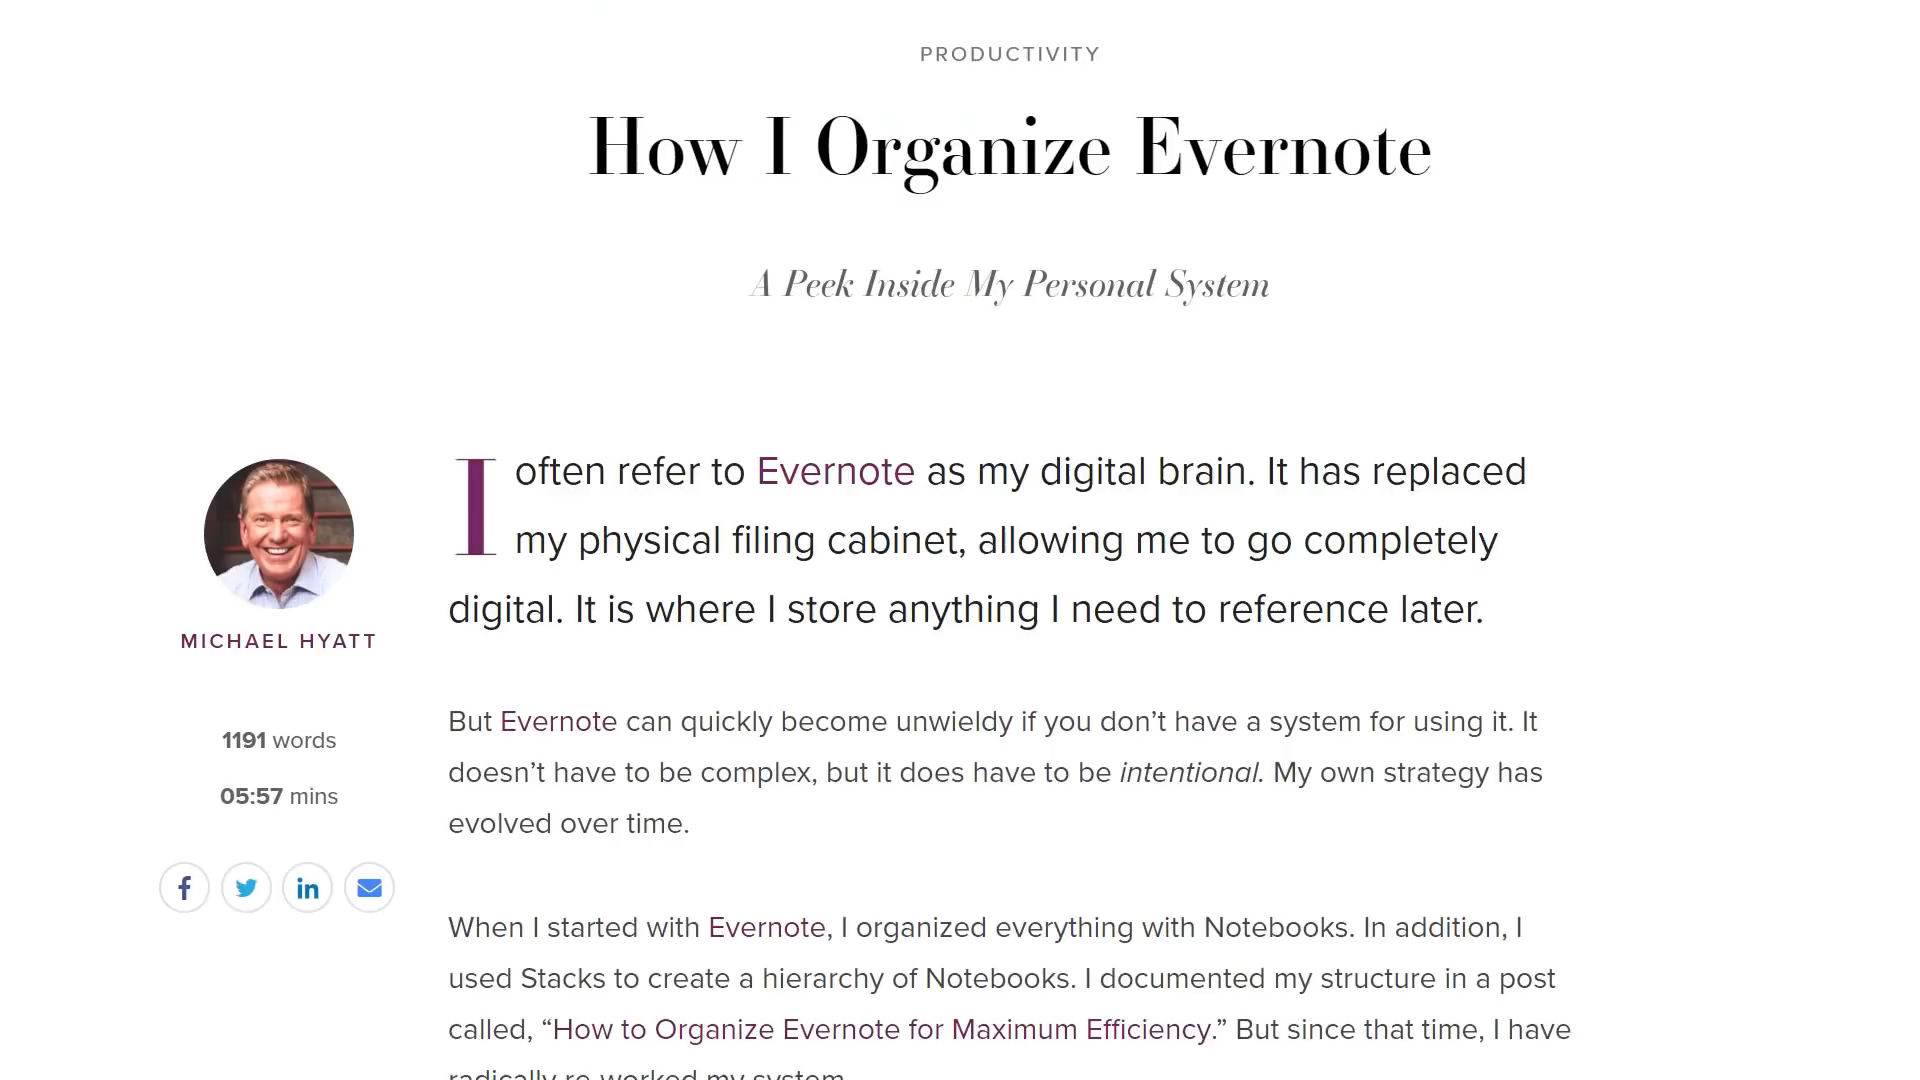 PRODUCTIVITY
How I Organize Evernote
A Peek Inside My Personal System
I often refer to Evernote as my digital brain. It has replaced
my physical filing cabinet, allowing me to go completely
digital. It is where I store anything I need to reference later.
MICHAEL HYATT
1191 words
05:57 mins
But Evernote can quickly become unwieldy if you don’t have a system for using it. It
doesn’t have to be complex, but it does have to be intentional. My own strategy has
evolved over time.
When I started with Evernote, I organized everything with Notebooks. In addition, I
used Stacks to create a hierarchy of Notebooks. I documented my structure in a post
called, “How to Organize Evernote for Maximum Efficiency.” But since that time, I have
radically re-worked my system.